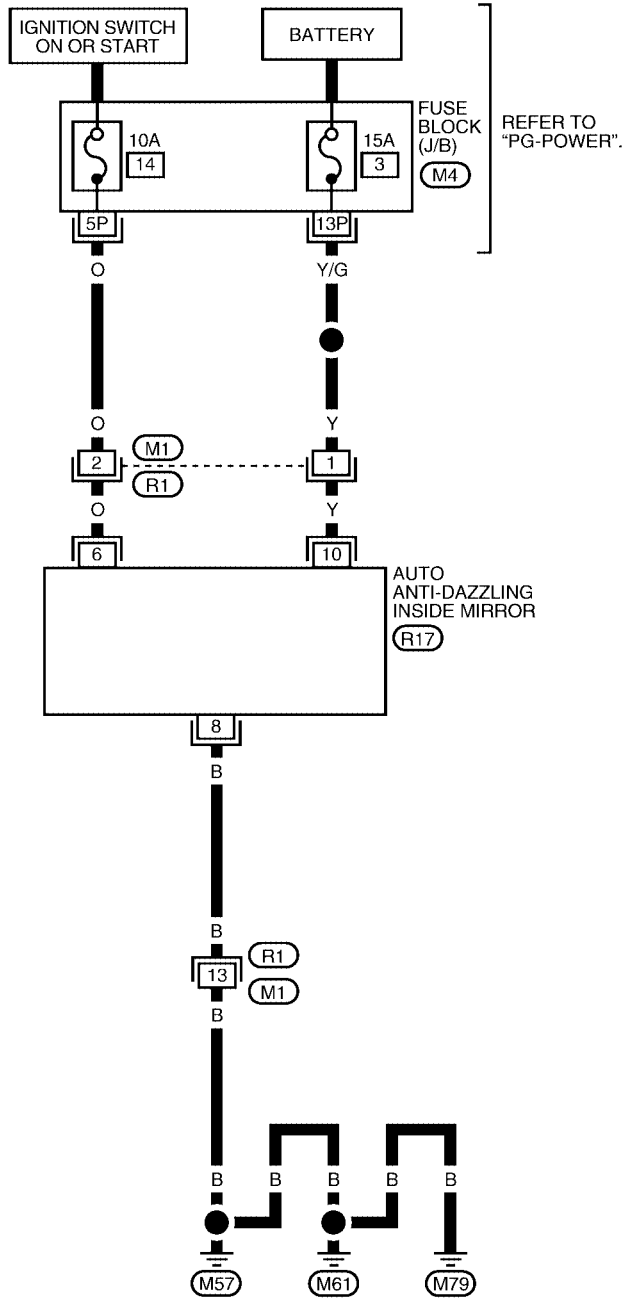 IGNITION SWITCH
ON OR START
BATTERY
FUSE
BLOCK
(J/B)
M4
REFER TO
"PG-POWER".
10A
14
15A
3
5P
13P
O
Y/G
O
Y
2
M1
R1
1
O
Y
6
10
AUTO
ANTI-DAZZLING
INSIDE MIRROR
R17
8
B
B
R1
13
M1
B
B
B
B
B
B
M57
M61
M79